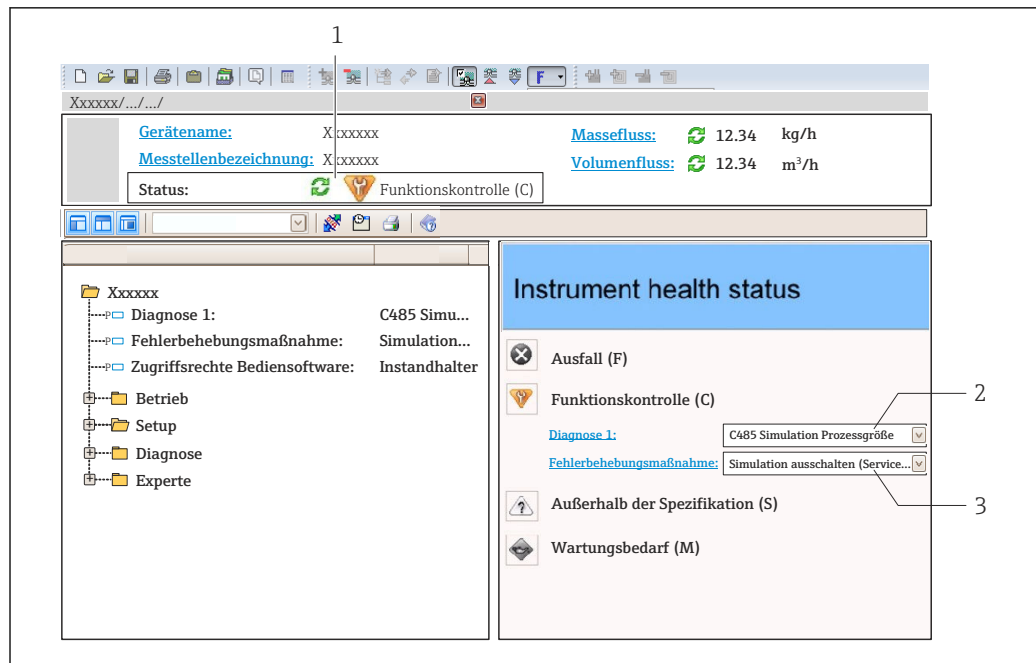 1
F
Xxxxxx/.../.../
Gerätename: Xxxxxxx Massefluss: 12.34 kg/h
Messtellenbezeichnung: Xxxxxxx Volumenfluss: 12.34 m³/h
Status: Funktionskontrolle (C)
Xxxxxx
P Diagnose 1: C485 Simu...
P Fehlerbehebungsmaßnahme: Simulation...
P Zugriffsrechte Bediensoftware: Instandhalter
Betrieb
Setup
Diagnose
Experte
Instrument health status
Ausfall (F)
Funktionskontrolle (C)
Diagnose 1: C485 Simulation Prozessgröße
2
Fehlerbehebungsmaßnahme: Simulation ausschalten (Service...
Außerhalb der Spezifikation (S)
3
Wartungsbedarf (M)